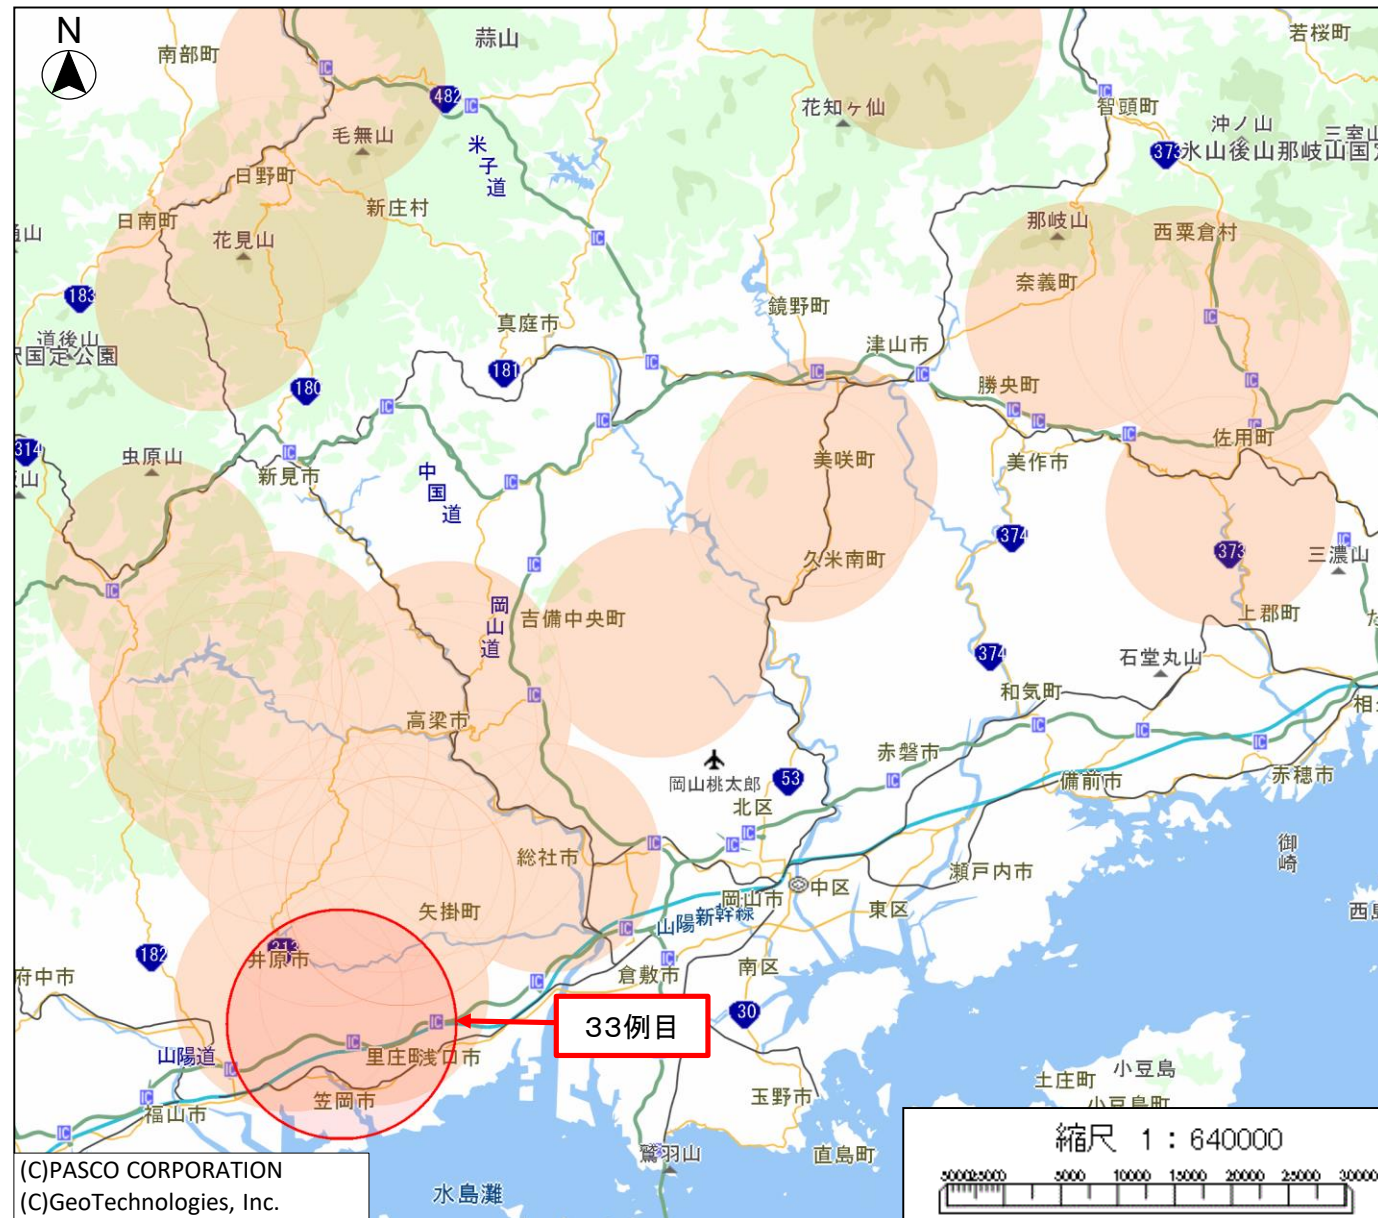 N
南部町
蒜山
若桜町
482
花知ヶ仙
智頭町
毛無山
沖ノ山
米子道
373
氷山後山那岐山国
日野町
新庄村
日南町
花見山
那岐山
西粟倉村
奈義町
183
鏡野町
道後山
国定公園
真庭市
津山市
181
180
勝央町
佐用町
314
虫原山
新見市
中国道
美咲町
美作市
374
373
三濃山
久米南町
岡山道
吉備中央町
上郡町
374
石堂丸山
和気町
高梁市
赤磐市
岡山桃太郎
53
備前市
赤穂市
北区
御崎
総社市
瀬戸内市
岡山市
中区
矢掛町
東区
山陽新幹線
西島
182
313
井原市
府中市
倉敷市
南区
30
33例目
山陽道
里庄町
浅口市
小豆島
土庄町
玉野市
笠岡市
小豆島町
福山市
縮尺 1：640000
鷲羽山
直島町
(C)PASCO CORPORATION
水島灘
5000 10000 15000 20000 25000 30000
(C)GeoTechnologies, Inc.